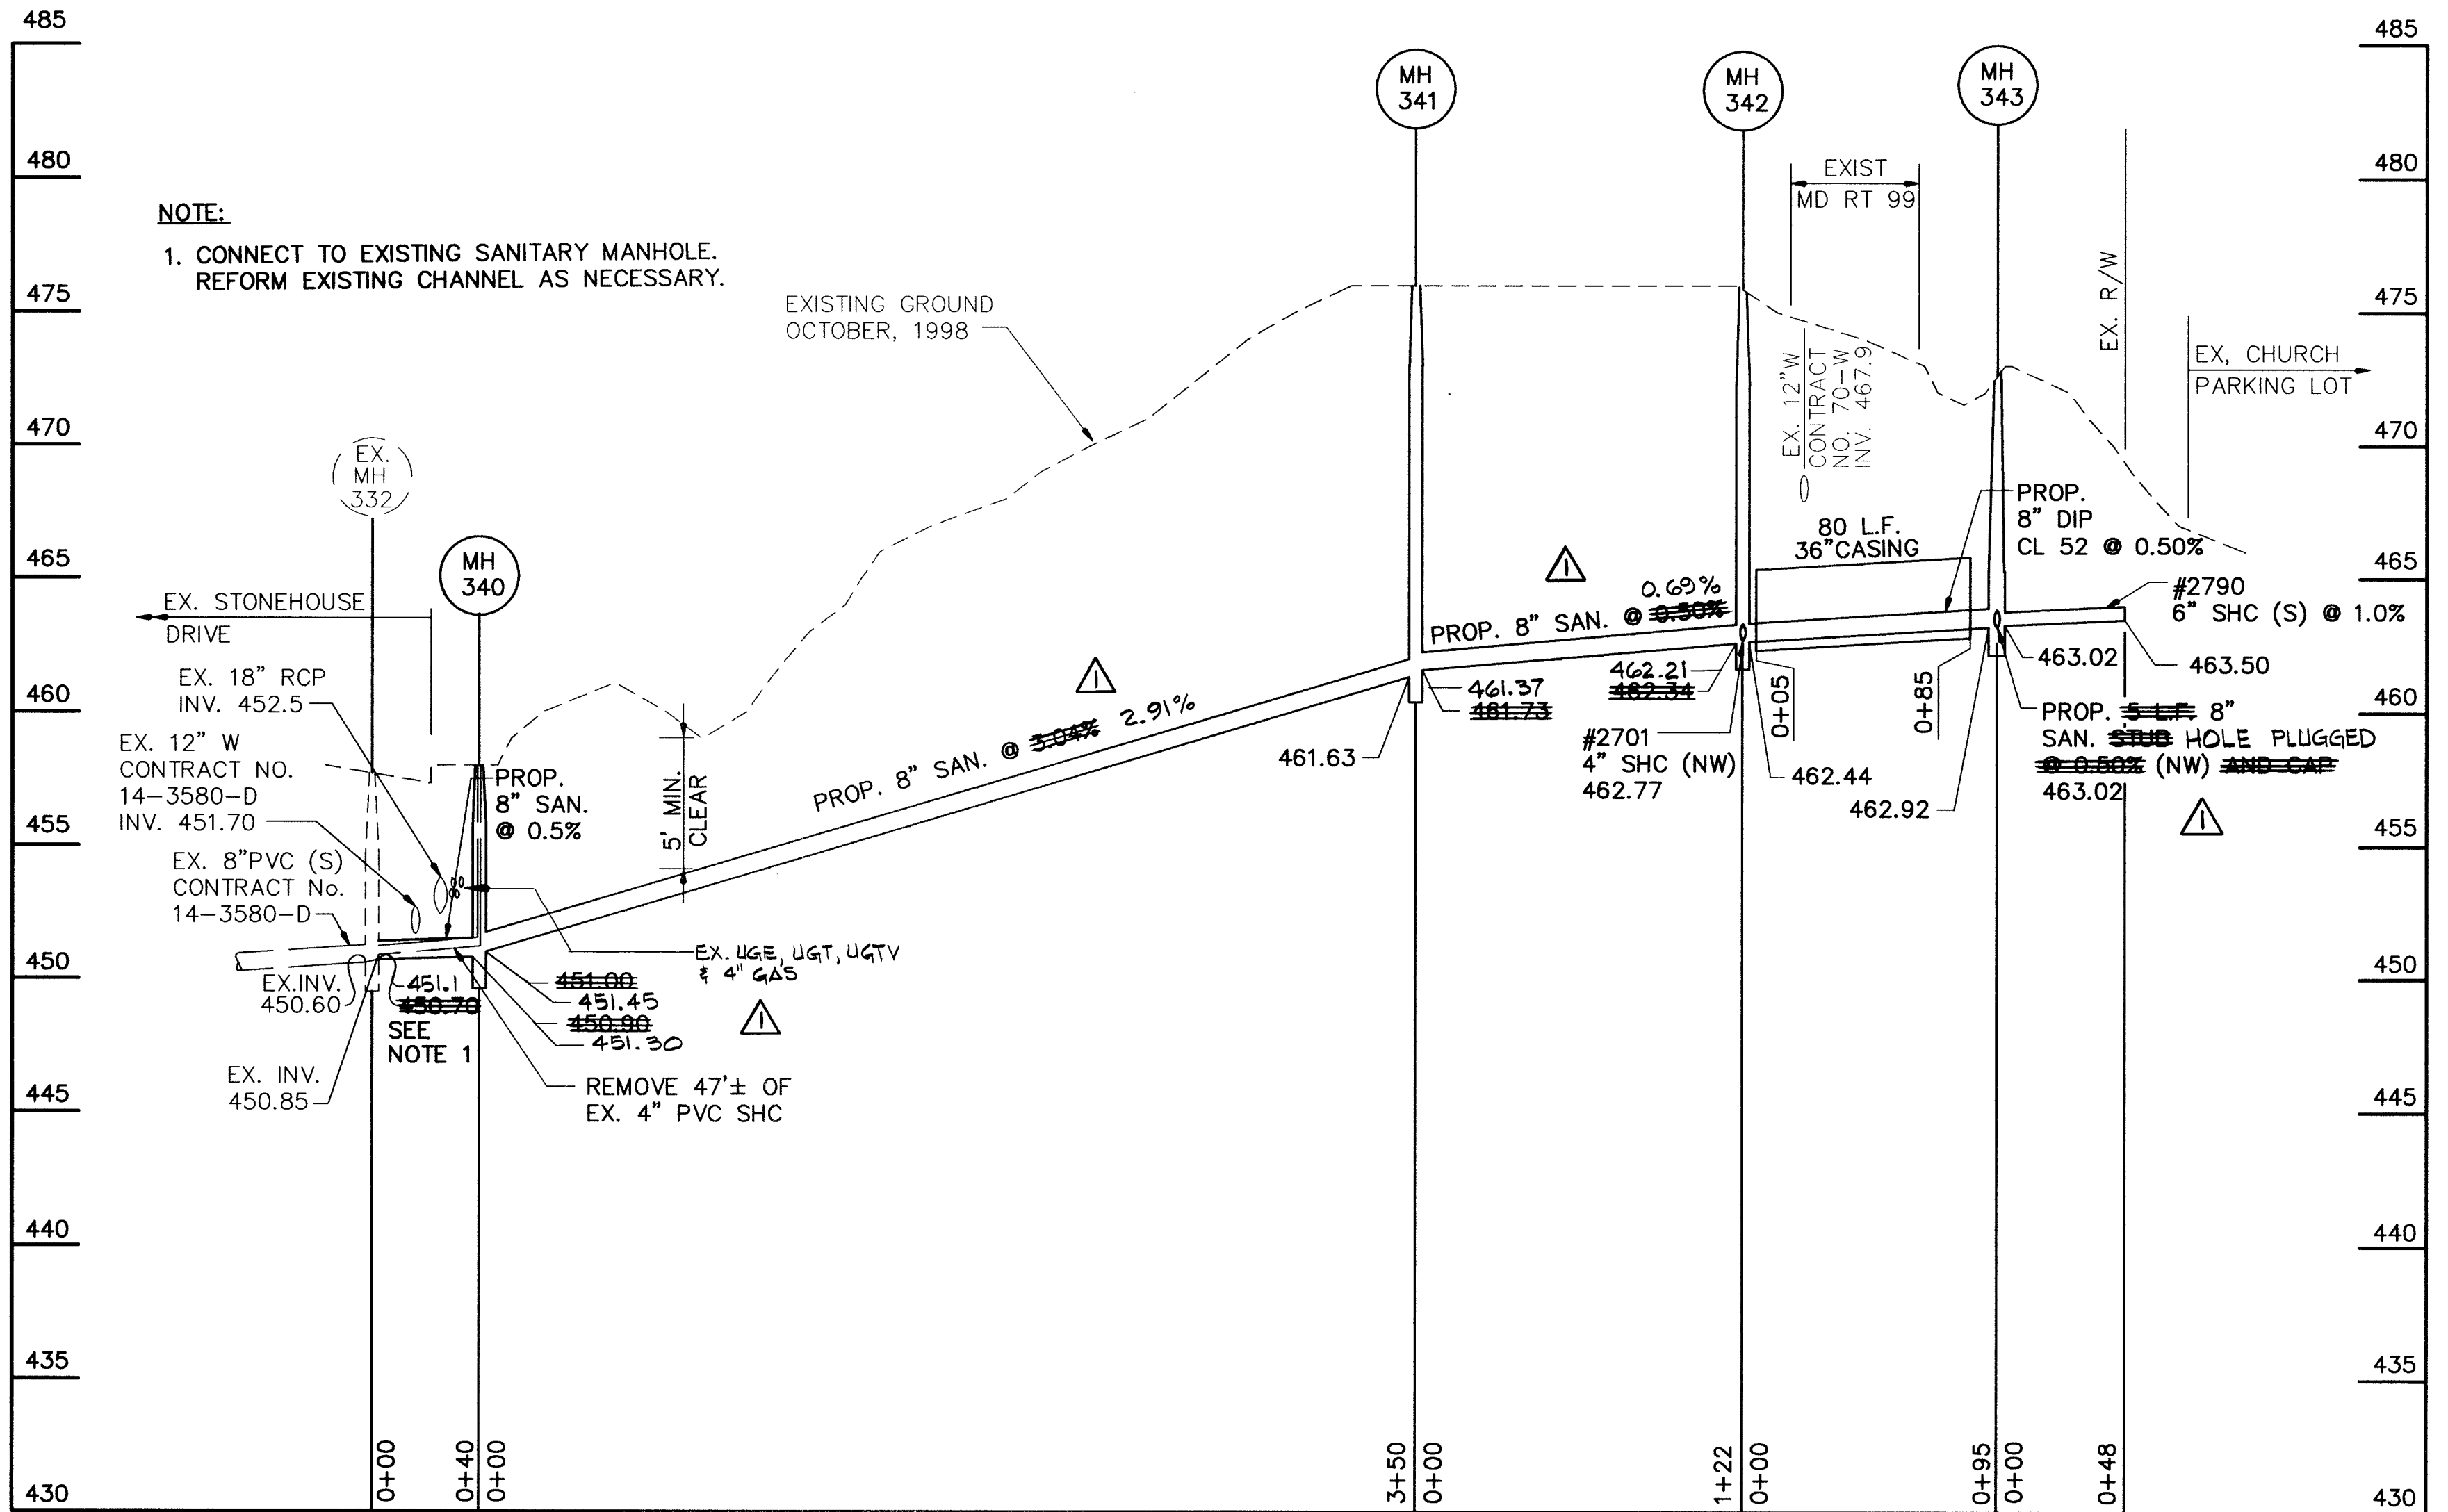 485
480
475
470
465
460
455
450
445
440
435
430
485
480
475
470
465
460
455
450
445
440
435
430
NOTE:
1. CONNECT TO EXISTING SANITARY MANHOLE.
REFORM EXISTING CHANNEL AS NECESSARY.
EXISTING GROUND
OCTOBER, 1998
EX.
MH
332
MH
340
MH
341
MH
342
MH
343
EXIST
MD RT 99
EX. R/W
EX, CHURCH
PARKING LOT
EX. 12"W
CONTRACT
NO. 70-W
INV. 467.9
80 L.F.
36"CASING
PROP.
8" DIP
CL 52 @ 0.50%
#2790
6" SHC (S) @ 1.0%
EX. STONEHOUSE
DRIVE
EX. 18" RCP
INV. 452.5
EX. 12" W
CONTRACT NO.
14-3580-D
INV. 451.70
EX. 8"PVC (S)
CONTRACT No.
14-3580-D
PROP.
8" SAN.
@ 0.5%
5' MIN.
CLEAR
1
PROP. 8" SAN. @ 3.04% 2.91%
1
0.69%
PROP. 8" SAN. @ 0.50%
461.63
461.37
461.73
462.21
462.34
#2701
4" SHC (NW)
462.77
0+05
0+85
462.44
462.92
463.02
463.50
PROP. 5 L.F. 8"
SAN. STUB HOLE PLUGGED
@ 0.50% (NW) AND CAP
463.02
1
EX. UGE, UGT, UGTV
& 4" GAS
1
EX.INV.
450.60
451.1
450.70
SEE
NOTE 1
451.00
451.45
450.90
451.30
EX. INV.
450.85
REMOVE 47'± OF
EX. 4" PVC SHC
0+00
0+40
0+00
3+50
0+00
1+22
0+00
0+95
0+00
0+48